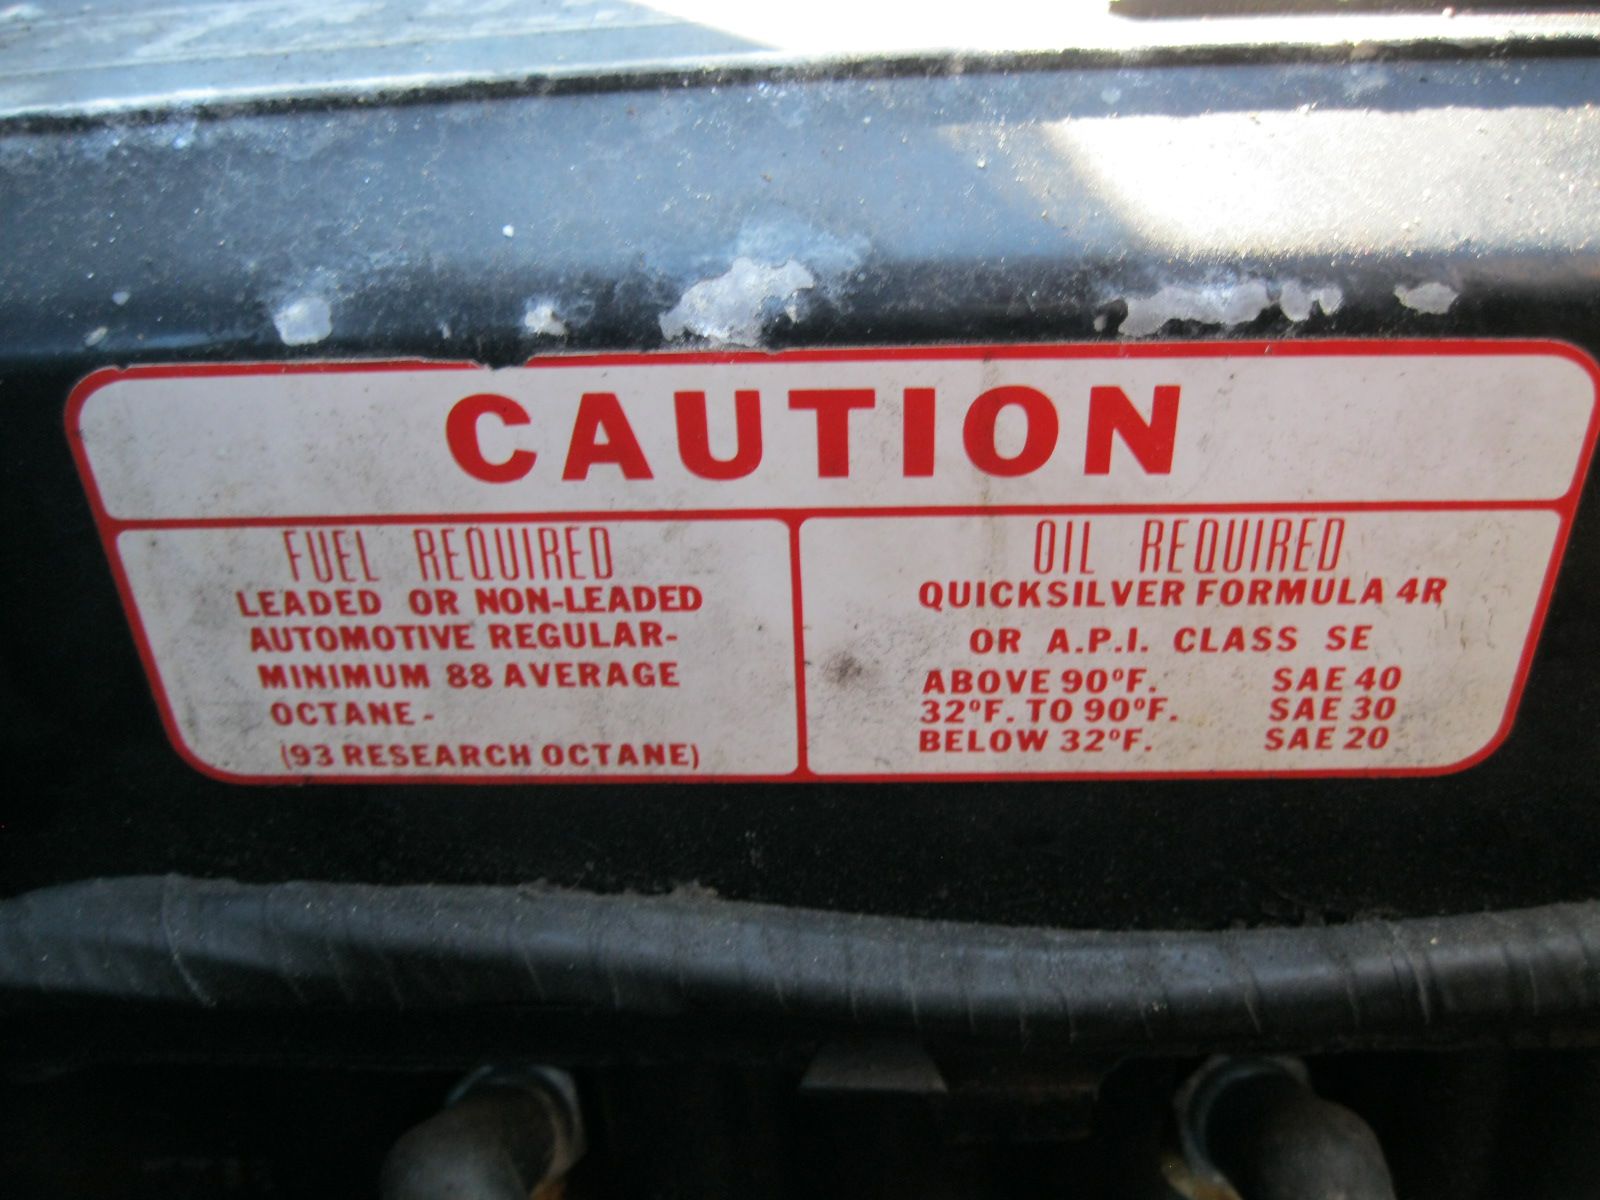 CAUTION
FUEL REQUIRED
LEADED OR NON-LEADED
AUTOMOTIVE REGULAR-
MINIMUM 88 AVERAGE
OCTANE-
(93 RESEARCH OCTANE)
OIL REQUIRED
QUICKSILVER FORMULA 4R
OR A.P.I. CLASS SE
ABOVE 90°F. SAE 40
32°F. TO 90°F. SAE 30
BELOW 32°F. SAE 20